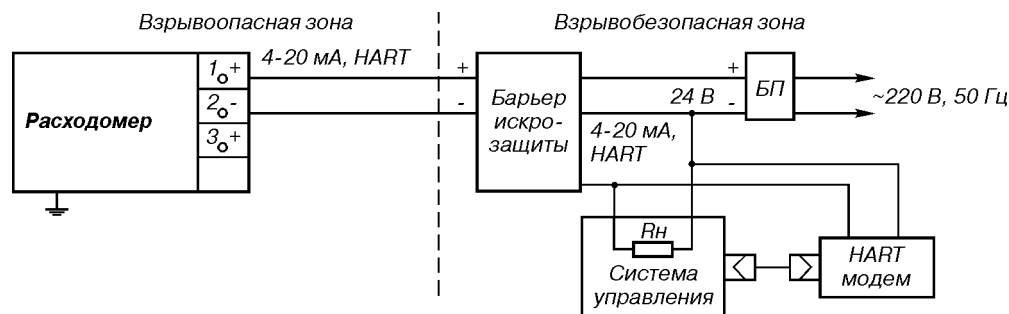 Взрывоопасная зона
Взрывобезопасная зона
1 +
4-20 мА, HART
+
+
БП
2 -
-
24 В
-
~220 В, 50 Гц
Расходомер
Барьер
искро-
защиты
3 +
4-20 мА,
HART
Rн
Система
управления
HART
модем